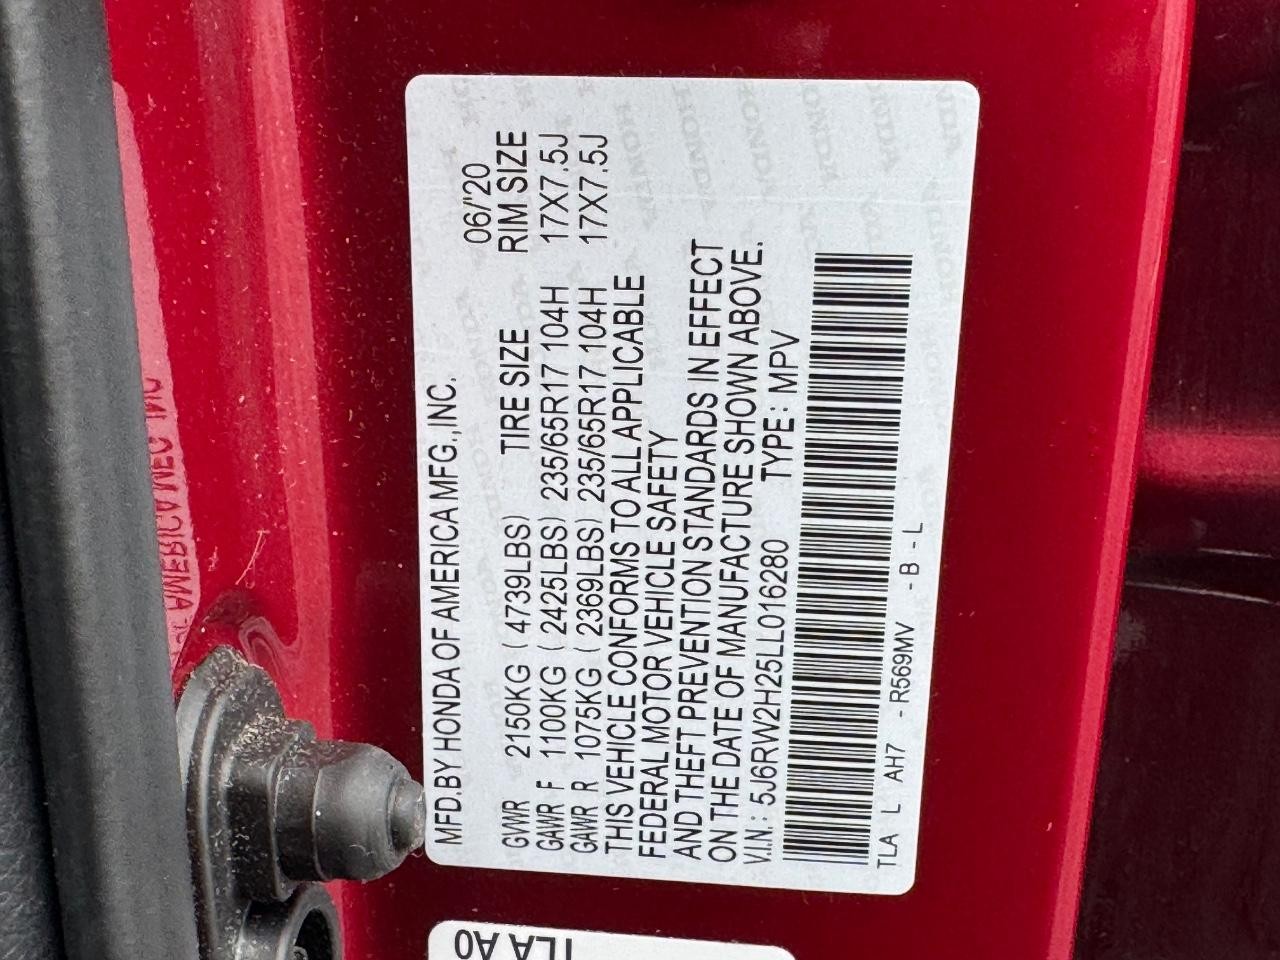 MFD.BY HONDA OF AMERICA MFG.,INC.
06/'20
GVWR 2150KG ( 4739LBS) TIRE SIZE RIM SIZE
GAWR F 1100KG ( 2425LBS) 235/65R17 104H 17X7.5J
GAWR R 1075KG ( 2369LBS) 235/65R17 104H 17X7.5J
THIS VEHICLE CONFORMS TO ALL APPLICABLE
FEDERAL MOTOR VEHICLE SAFETY
AND THEFT PREVENTION STANDARDS IN EFFECT
ON THE DATE OF MANUFACTURE SHOWN ABOVE.
V.I.N.: 5J6RW2H25LL016280 TYPE: MPV
TLA L AH7 - R569MV - B - L
TLA A0